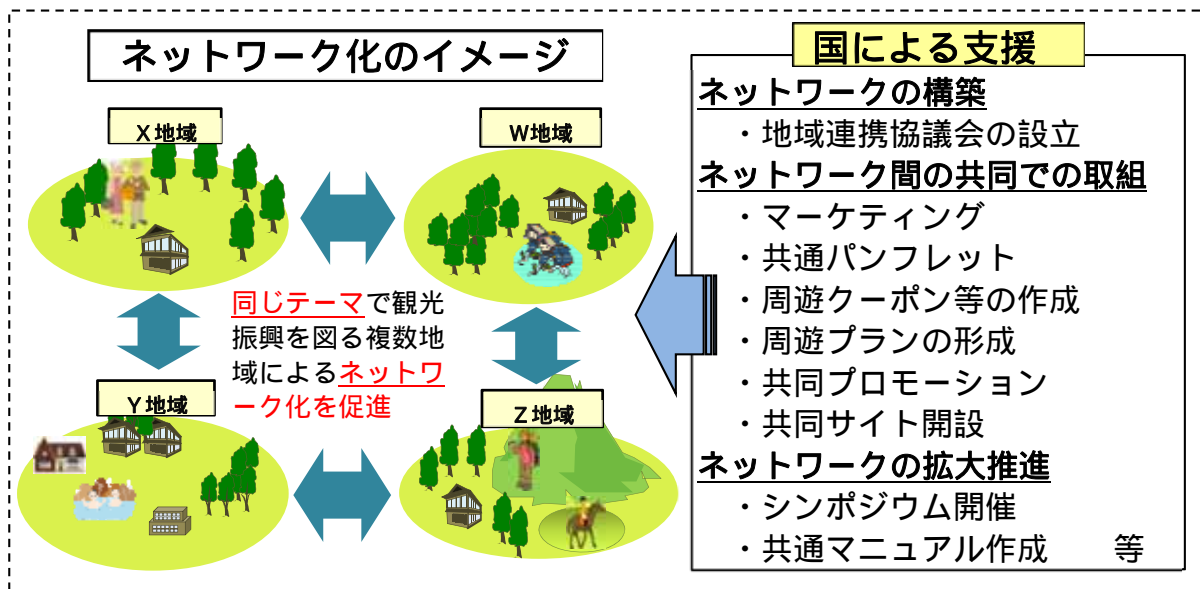 ネットワーク化のイメージ
X地域
W地域
同じテーマで観光
振興を図る複数地
域によるネットワ
ーク化を促進
Y地域
Z地域
国による支援
ネットワークの構築
・地域連携協議会の設立
ネットワーク間の共同での取組
・マーケティング
・共通パンフレット
・周遊クーポン等の作成
・周遊プランの形成
・共同プロモーション
・共同サイト開設
ネットワークの拡大推進
・シンポジウム開催
・共通マニュアル作成　　等